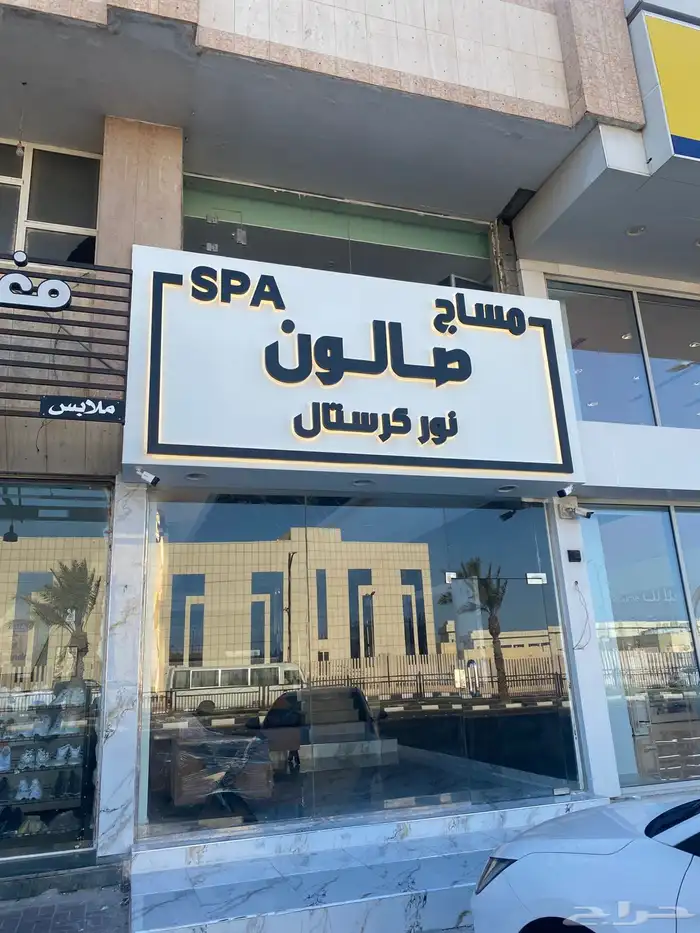 SPA
مساج
صالون
نور كرستال
ملابس
حراج